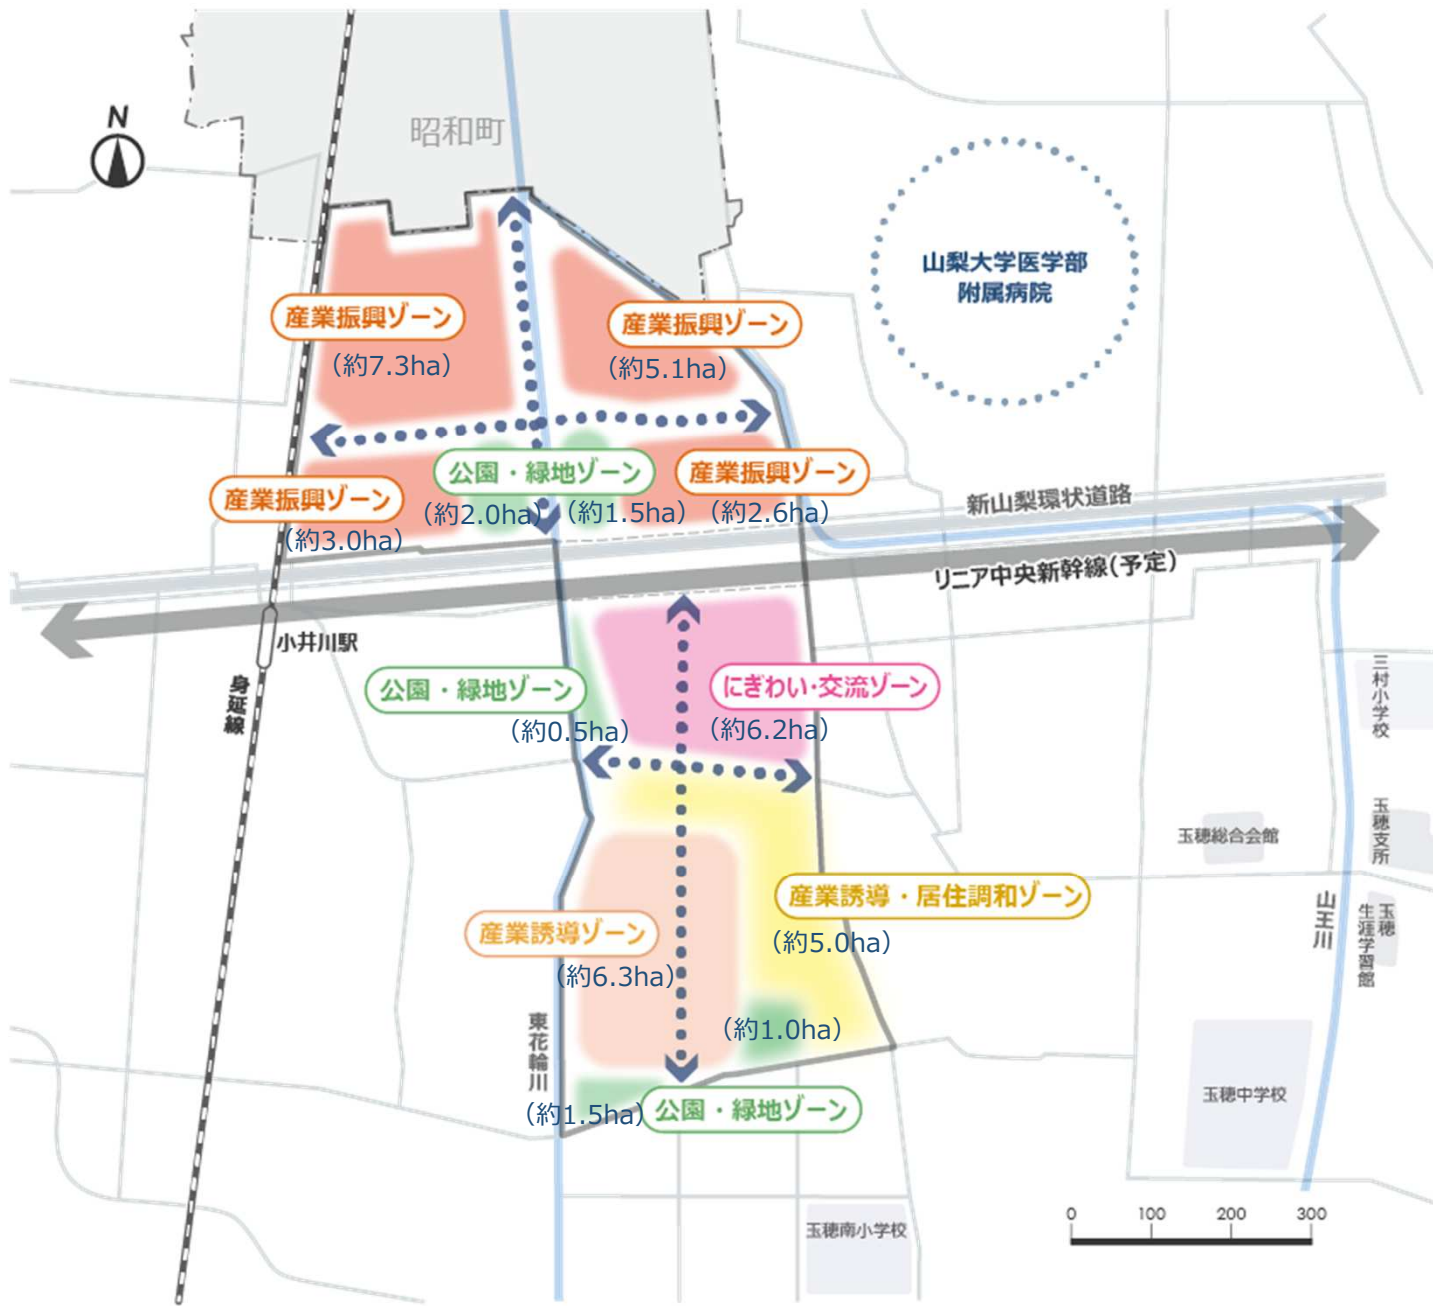 N
昭和町
山梨大学医学部
附属病院
産業振興ゾーン
(約7.3ha)
産業振興ゾーン
(約5.1ha)
産業振興ゾーン
(約3.0ha)
公園・緑地ゾーン
(約2.0ha)
(約1.5ha)
産業振興ゾーン
(約2.6ha)
新山梨環状道路
リニア中央新幹線(予定)
小井川駅
身延線
公園・緑地ゾーン
(約0.5ha)
にぎわい・交流ゾーン
(約6.2ha)
三村小学校
玉穂総合会館
玉穂支所
産業誘導・居住調和ゾーン
(約5.0ha)
産業誘導ゾーン
(約6.3ha)
山王川
玉穂
生涯学習館
東花輪川
(約1.0ha)
(約1.5ha)
公園・緑地ゾーン
玉穂中学校
玉穂南小学校
0 100 200 300